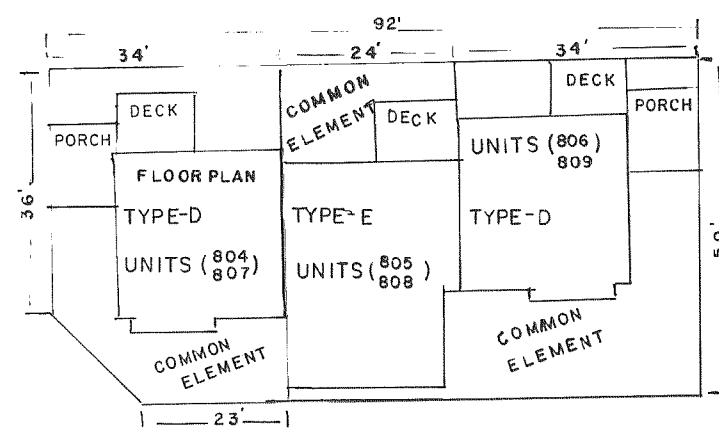 92'
34'
24'
34'
DECK
PORCH
FLOOR PLAN
TYPE-D
UNITS (804
807)
36'
COMMON
ELEMENT
COMMON
ELEMENT
DECK
TYPE-E
UNITS (805
808)
DECK
PORCH
UNITS (806)
809
TYPE-D
COMMON
ELEMENT
23'